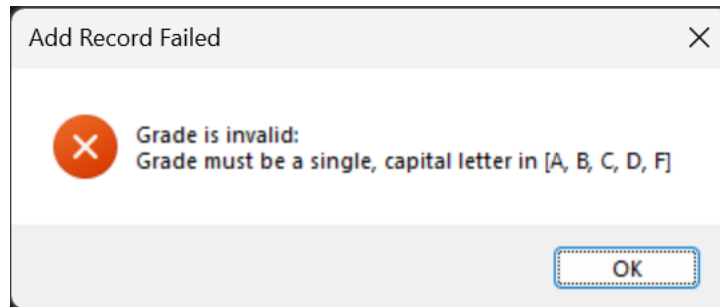 Add Record Failed
Grade is invalid:
Grade must be a single, capital letter in [A, B, C, D, F]
OK